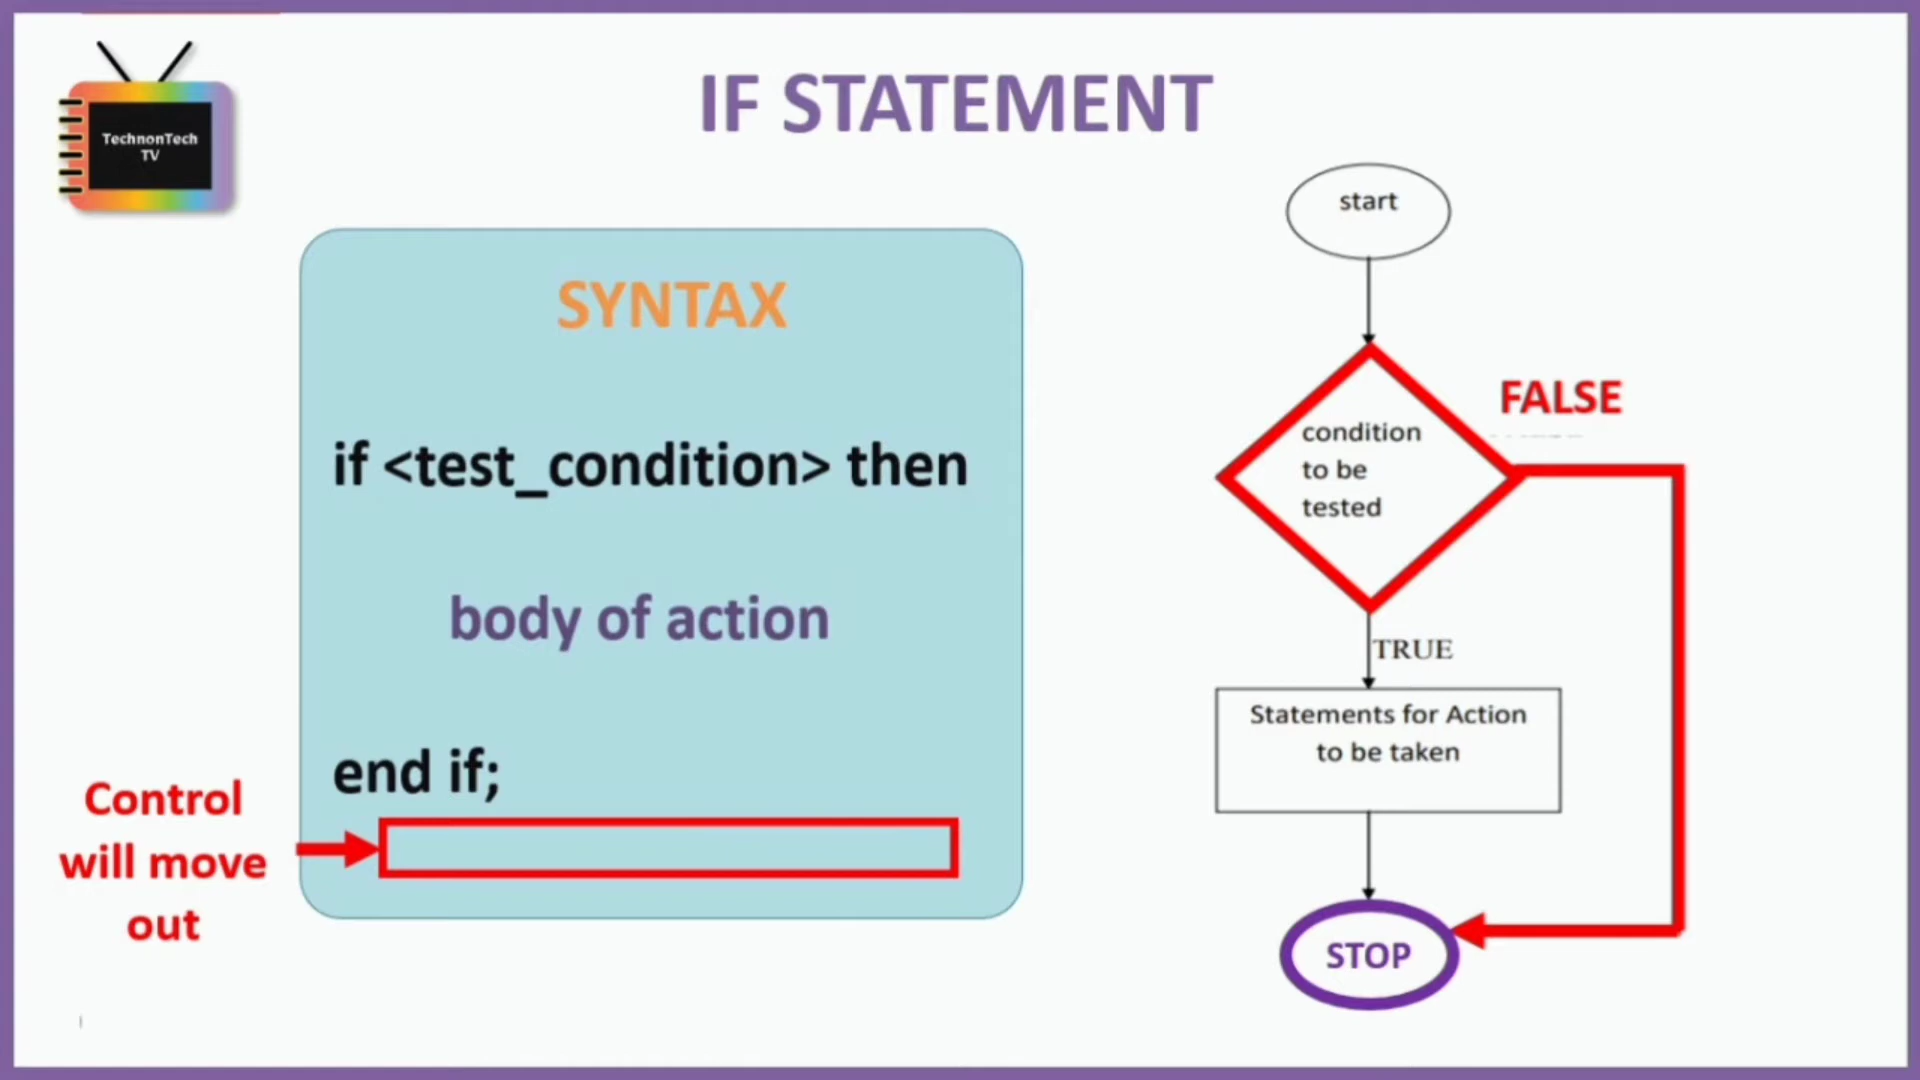 TechnonTech
TV
IF STATEMENT
SYNTAX
if <test_condition> then
body of action
end if;
Control
will move
out
start
condition
to be
tested
FALSE
TRUE
Statements for Action
to be taken
STOP